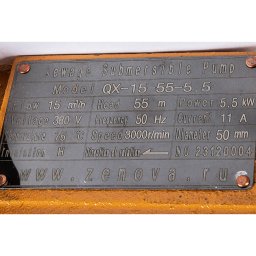 Sewage Submersible Pump
Model QX-15 55-5.5
Flow 15 m³/h Head 55 m Power 5.5 kW
Voltage 380 V Frequency 50 Hz Current 11 A
°C Speed 3000r/min Diameter 50 mm
Insulation NO 23120004
www.zenova.ru